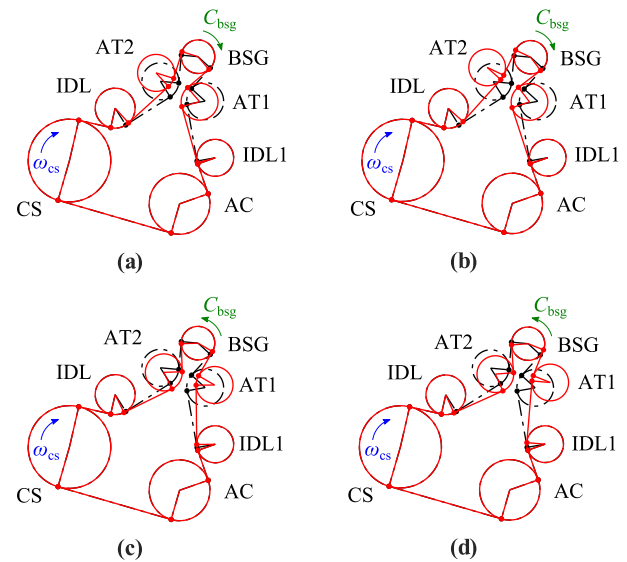 C_bsg
AT2
BSG
IDL
AT1
ω_cs
IDL1
CS
AC
(a)
C_bsg
AT2
BSG
IDL
AT1
ω_cs
IDL1
CS
AC
(b)
C_bsg
AT2
BSG
IDL
AT1
ω_cs
IDL1
CS
AC
(c)
C_bsg
AT2
BSG
IDL
AT1
ω_cs
IDL1
CS
AC
(d)